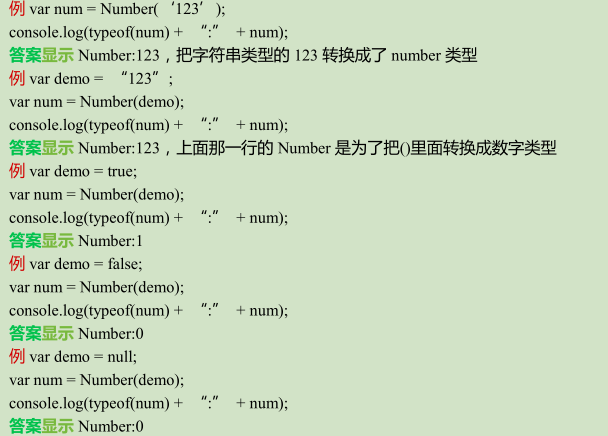 例 var num = Number( ‘123’ );
console.log(typeof(num) + “:” + num);
答案显示 Number:123，把字符串类型的 123 转换成了 number 类型
例 var demo = “123” ;
var num = Number(demo);
console.log(typeof(num) + “:” + num);
答案显示 Number:123，上面那一行的 Number 是为了把()里面转换成数字类型
例 var demo = true;
var num = Number(demo);
console.log(typeof(num) + “:” + num);
答案显示 Number:1
例 var demo = false;
var num = Number(demo);
console.log(typeof(num) + “:” + num);
答案显示 Number:0
例 var demo = null;
var num = Number(demo);
console.log(typeof(num) + “:” + num);
答案显示 Number:0